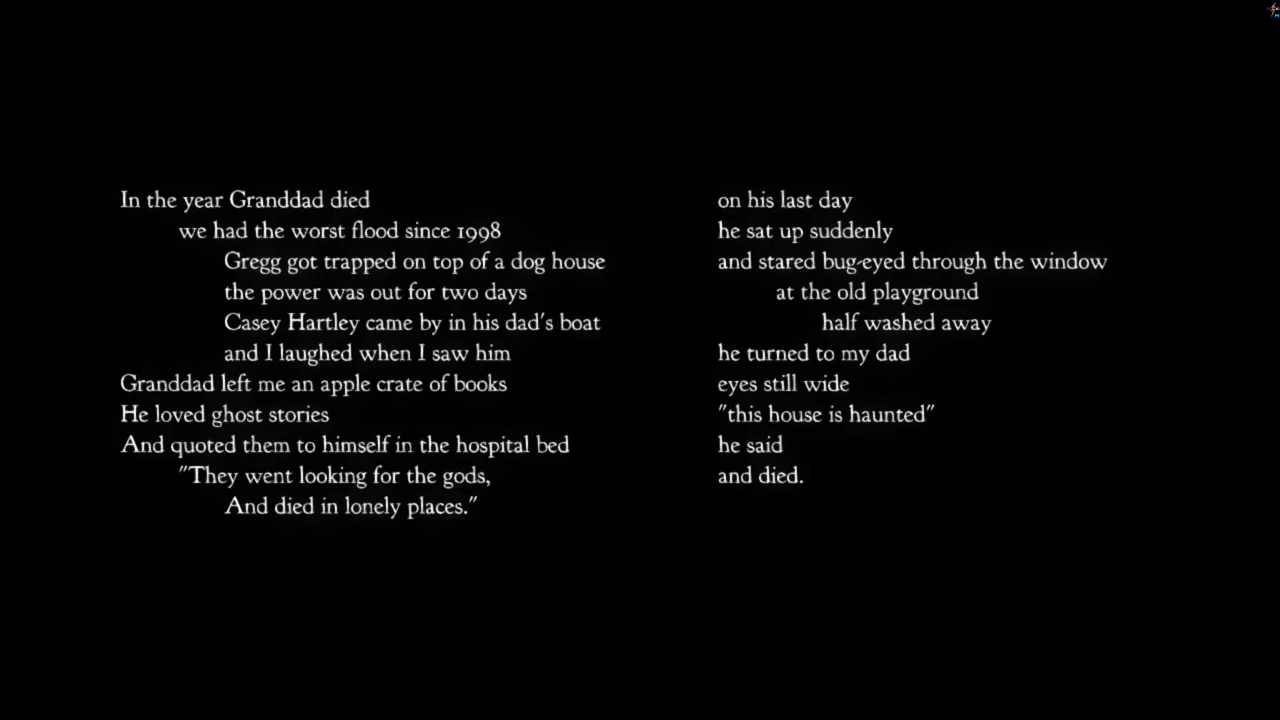 In the year Granddad died
we had the worst flood since 1998
Gregg got trapped on top of a dog house
the power was out for two days
Casey Hartley came by in his dad's boat
and I laughed when I saw him
Granddad left me an apple crate of books
He loved ghost stories
And quoted them to himself in the hospital bed
"They went looking for the gods,
And died in lonely places."
on his last day
he sat up suddenly
and stared bug-eyed through the window
at the old playground
half washed away
he turned to my dad
eyes still wide
"this house is haunted"
he said
and died.